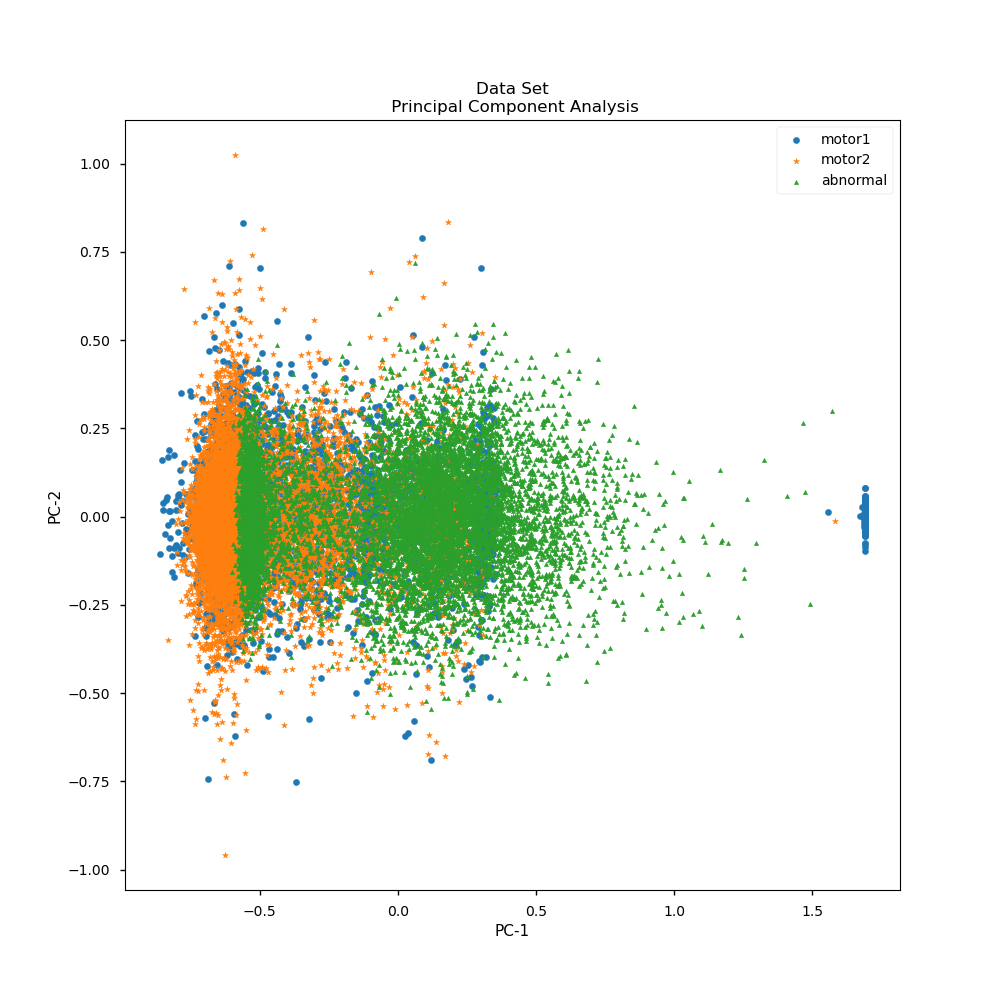 Data Set
Principal Component Analysis
motor1
motor2
abnormal
1.00
0.75
0.50
0.25
0.00
−0.25
−0.50
−0.75
−1.00
PC-2
−0.5
0.0
0.5
1.0
1.5
PC-1